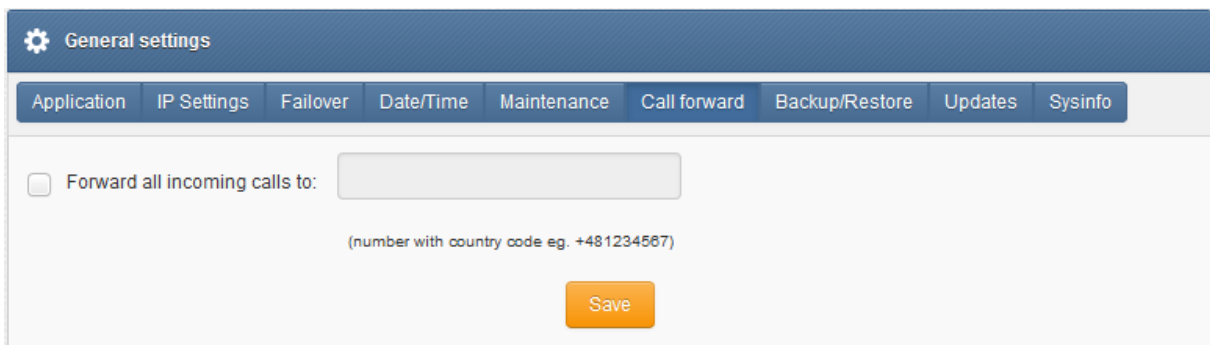 General settings
Application IP Settings Failover Date/Time Maintenance Call forward Backup/Restore Updates Sysinfo
Forward all incoming calls to:
(number with country code eg. +481234567)
Save